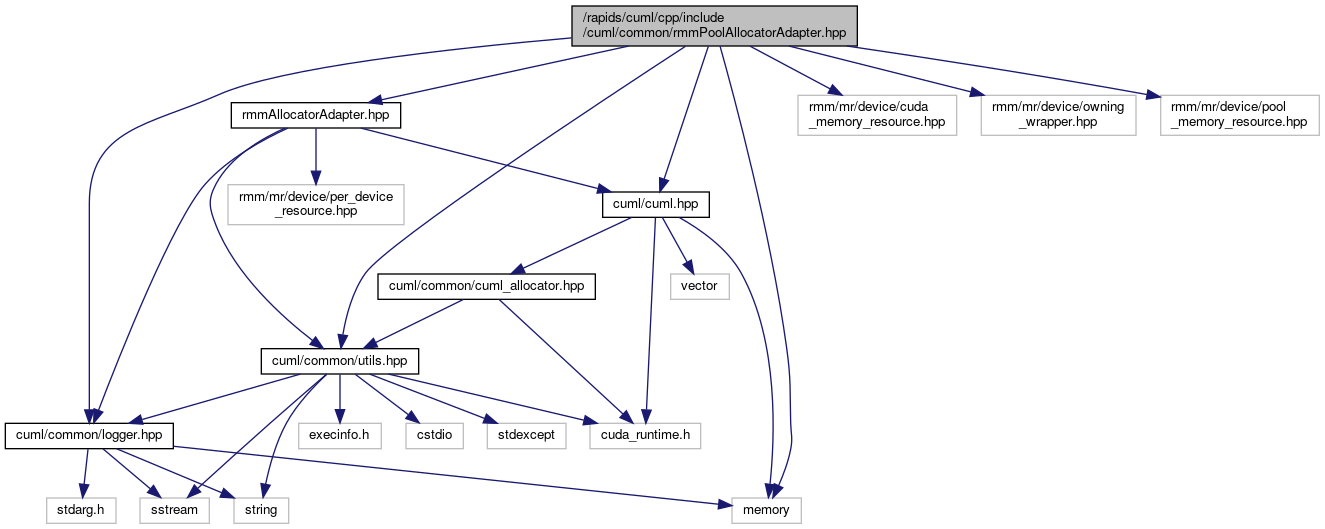 /rapids/cuml/cpp/include
/cuml/common/rmmPoolAllocatorAdapter.hpp
rmmAllocatorAdapter.hpp
rmm/mr/device/cuda
_memory_resource.hpp
rmm/mr/device/owning
_wrapper.hpp
rmm/mr/device/pool
_memory_resource.hpp
rmm/mr/device/per_device
_resource.hpp
cuml/cuml.hpp
cuml/common/cuml_allocator.hpp
vector
cuml/common/utils.hpp
cuml/common/logger.hpp
execinfo.h
cstdio
stdexcept
cuda_runtime.h
stdarg.h
sstream
string
memory